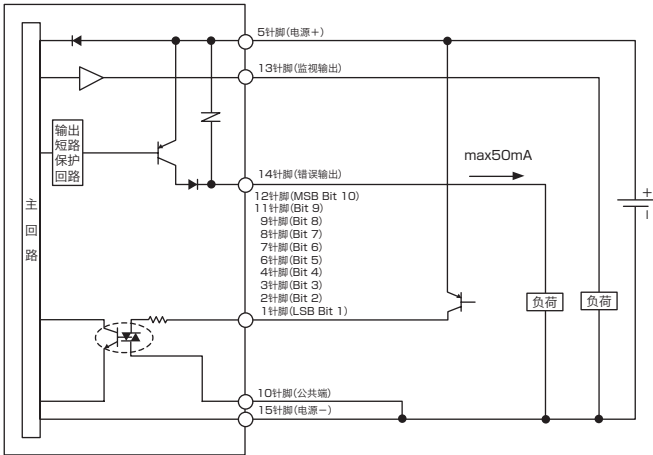 5针脚(电源+)
13针脚(监视输出)
输出
短路
保护
回路
max50mA
14针脚(错误输出)
12针脚(MSB Bit 10)
11针脚(Bit 9)
9针脚(Bit 8)
8针脚(Bit 7)
7针脚(Bit 6)
6针脚(Bit 5)
4针脚(Bit 4)
3针脚(Bit 3)
2针脚(Bit 2)
1针脚(LSB Bit 1)
主
回
路
+
−
负荷
负荷
10针脚(公共端)
15针脚(电源−)